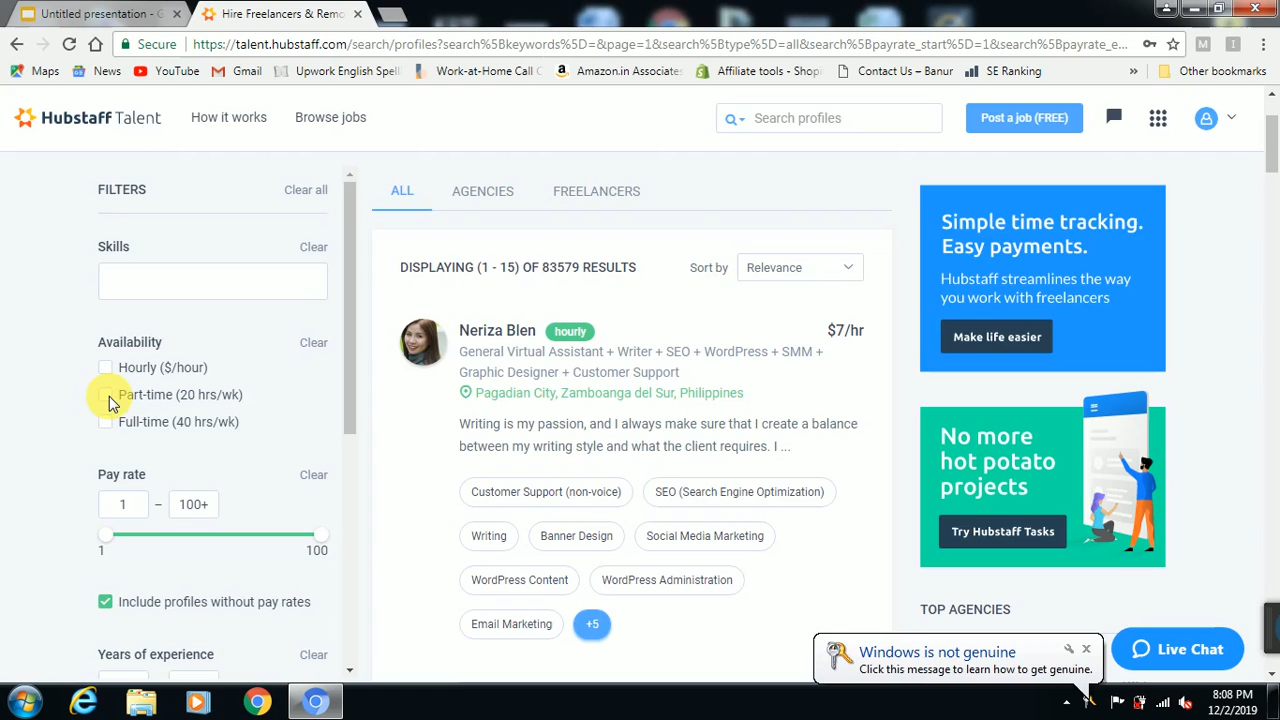 Untitled presentation - G
Hire Freelancers & Remo
Secure
https://talent.hubstaff.com/search/profiles?search%5Bkeywords%5D=&page=1&search%5Btype%5D=all&search%5Bpayrate_start%5D=1&search%5Bpayrate_e...
Maps
News
YouTube
Gmail
Upwork English Spell
Work-at-Home Call C
Amazon.in Associates
Affiliate tools - Shopi
Contact Us – Banur
SE Ranking
»
Other bookmarks
Hubstaff Talent
How it works
Browse jobs
Search profiles
Post a job (FREE)
FILTERS
Clear all
Skills
Clear
Availability
Clear
Hourly ($/hour)
Part-time (20 hrs/wk)
Full-time (40 hrs/wk)
Pay rate
Clear
1 – 100+
1
100
Include profiles without pay rates
Years of experience
Clear
ALL
AGENCIES
FREELANCERS
DISPLAYING (1 - 15) OF 83579 RESULTS
Sort by
Relevance
Neriza Blen
hourly
$7/hr
General Virtual Assistant + Writer + SEO + WordPress + SMM +
Graphic Designer + Customer Support
Pagadian City, Zamboanga del Sur, Philippines
Writing is my passion, and I always make sure that I create a balance
between my writing style and what the client requires. I ...
Customer Support (non-voice)
SEO (Search Engine Optimization)
Writing
Banner Design
Social Media Marketing
WordPress Content
WordPress Administration
Email Marketing
+5
Simple time tracking.
Easy payments.
Hubstaff streamlines the way
you work with freelancers
Make life easier
No more
hot potato
projects
Try Hubstaff Tasks
TOP AGENCIES
Windows is not genuine
Click this message to learn how to get genuine.
Live Chat
8:08 PM
12/2/2019